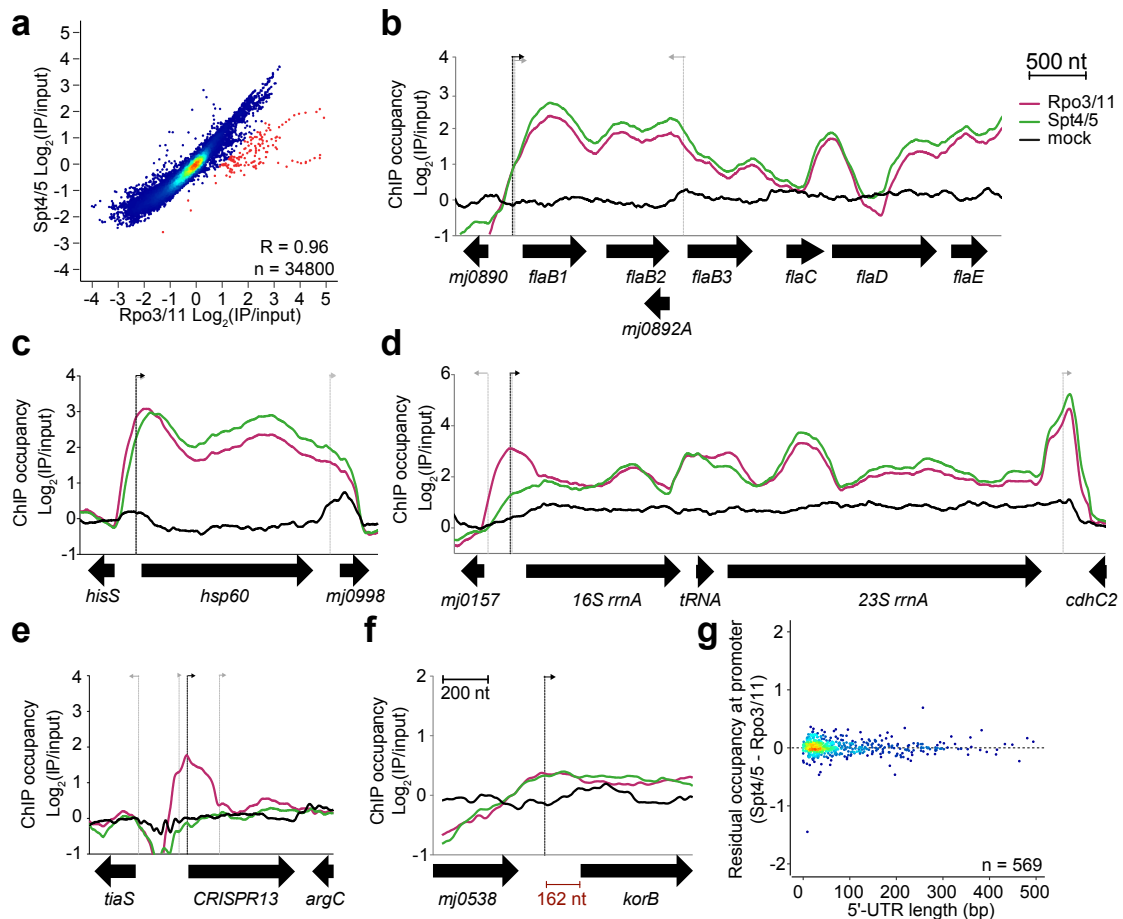 a
Spt4/5 Log2(IP/input)
5
4
3
2
1
0
-1
-2
-3
-4
R = 0.96
n = 34800
-4 -3 -2 -1 0 1 2 3 4 5
Rpo3/11 Log2(IP/input)
b
ChIP occupancy
Log2(IP/input)
4
3
2
1
0
-1
500 nt
Rpo3/11
Spt4/5
mock
mj0890 flaB1 flaB2 flaB3 flaC flaD flaE
mj0892A
c
ChIP occupancy
Log2(IP/input)
4
3
2
1
0
-1
hisS hsp60 mj0998
d
ChIP occupancy
Log2(IP/input)
6
4
2
0
-1
mj0157 16S rrnA tRNA 23S rrnA cdhC2
e
ChIP occupancy
Log2(IP/input)
4
3
2
1
0
-1
tiaS CRISPR13 argC
f
ChIP occupancy
Log2(IP/input)
2
1
0
-1
200 nt
mj0538 162 nt korB
g
Residual occupancy at promoter
(Spt4/5 - Rpo3/11)
2
1
0
-1
-2
n = 569
0 100 200 300 400 500
5'-UTR length (bp)